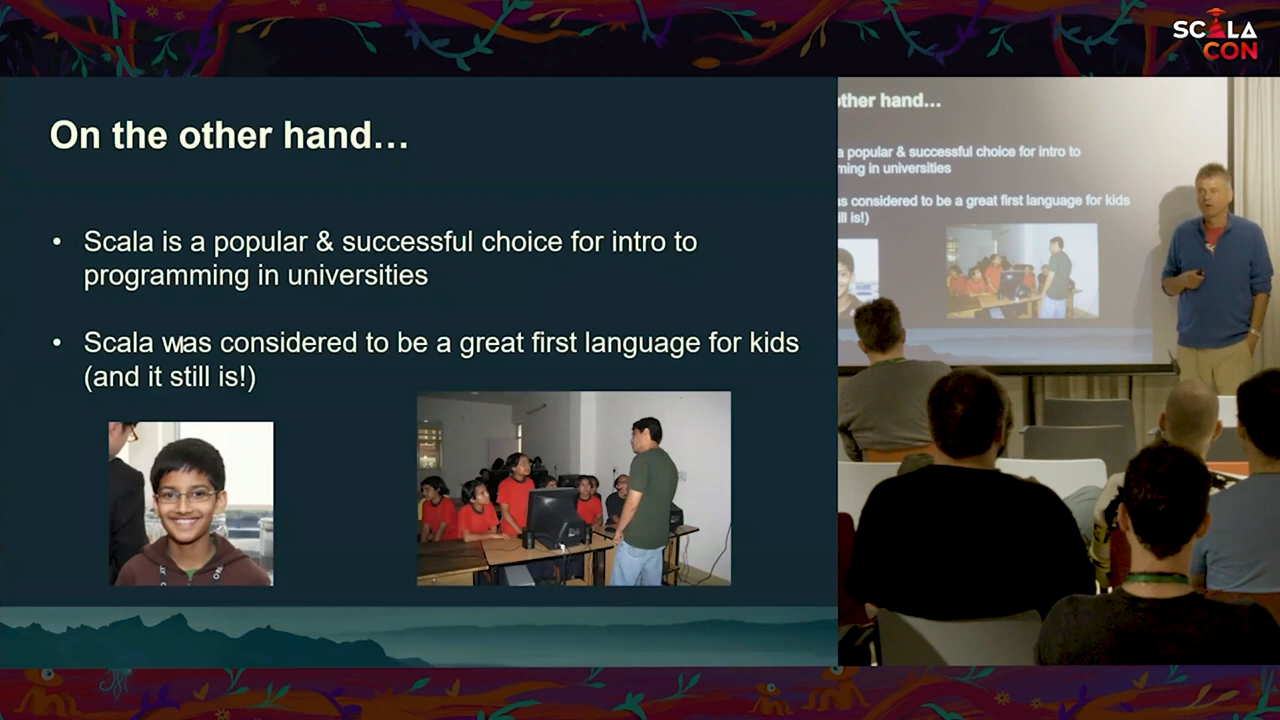 SCALA
CON
On the other hand…
• Scala is a popular & successful choice for intro to
programming in universities
• Scala was considered to be a great first language for kids
(and it still is!)
other hand…
a popular & successful choice for intro to
ming in universities
as considered to be a great first language for kids
ill is!)